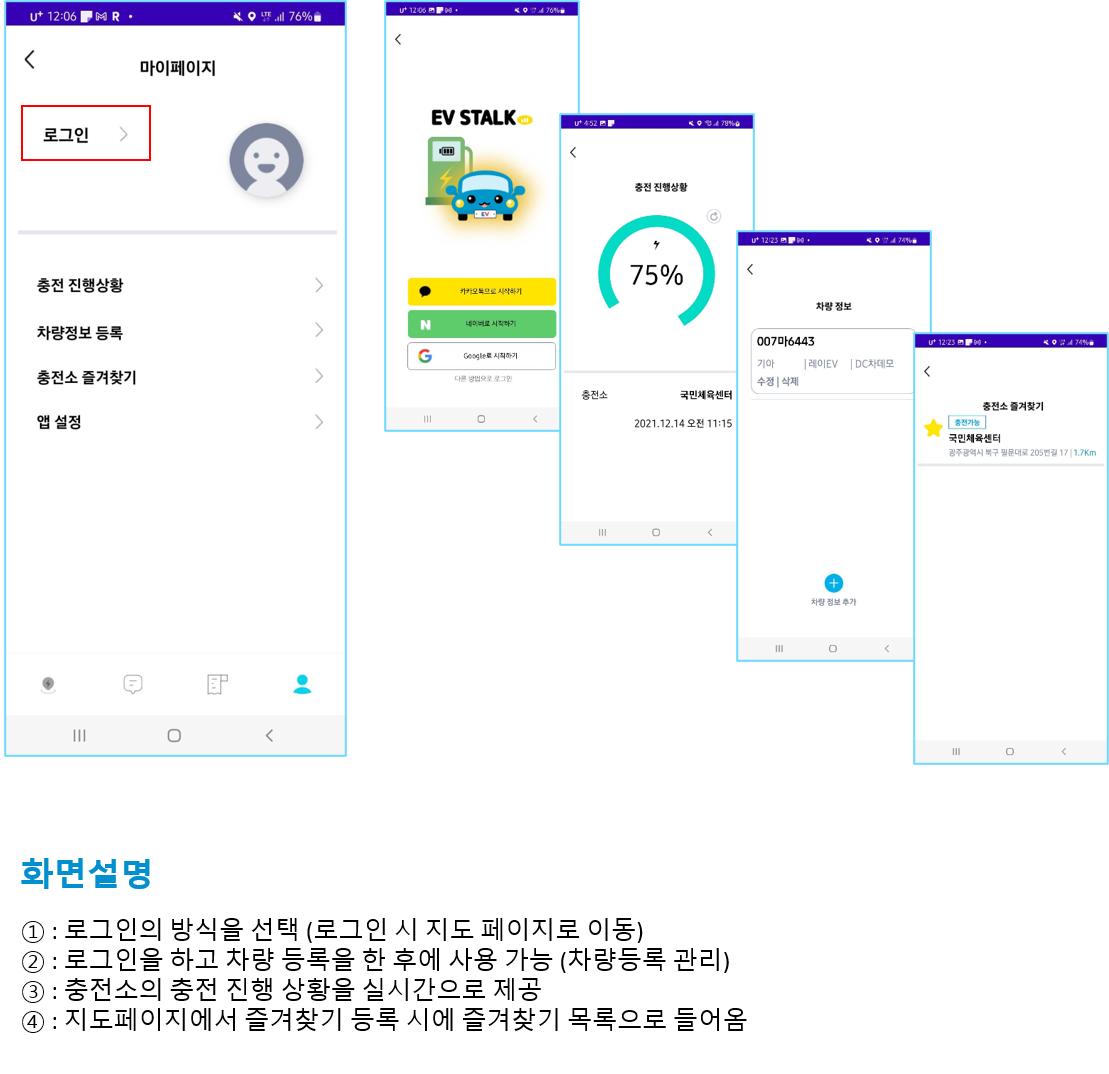 U+ 12:06 R • LTE 76%
마이페이지
로그인
충전 진행상황
차량정보 등록
충전소 즐겨찾기
앱 설정
U+ 12:06 • 76%
EV STALK
EV
카카오톡으로 시작하기
N 네이버로 시작하기
G Google로 시작하기
다른 방법으로 로그인
U+ 4:52 78%
충전 진행상황
75%
충전소 국민체육센터
2021.12.14 오전 11:15
U+ 12:23 • 74%
차량 정보
007마6443
기아 | 레이EV | DC차데모
수정 | 삭제
차량 정보 추가
U+ 12:23 • 74%
충전소 즐겨찾기
충전가능
국민체육센터
광주광역시 북구 필문대로 205번길 17 | 1.7Km
화면설명
① : 로그인의 방식을 선택 (로그인 시 지도 페이지로 이동)
② : 로그인을 하고 차량 등록을 한 후에 사용 가능 (차량등록 관리)
③ : 충전소의 충전 진행 상황을 실시간으로 제공
④ : 지도페이지에서 즐겨찾기 등록 시에 즐겨찾기 목록으로 들어옴